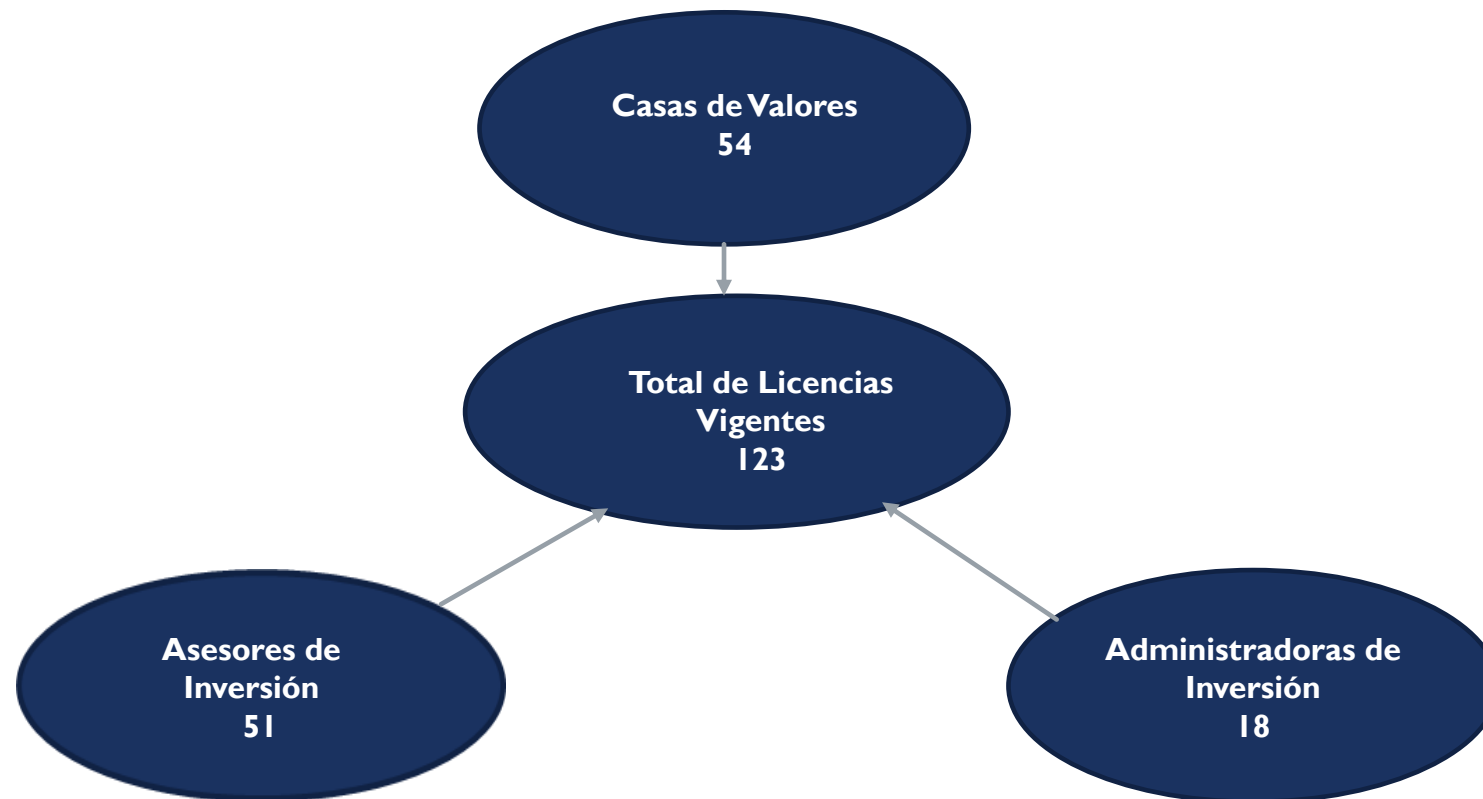 Casas de Valores
54
Total de Licencias
Vigentes
123
Asesores de
Inversión
51
Administradoras de
Inversión
18